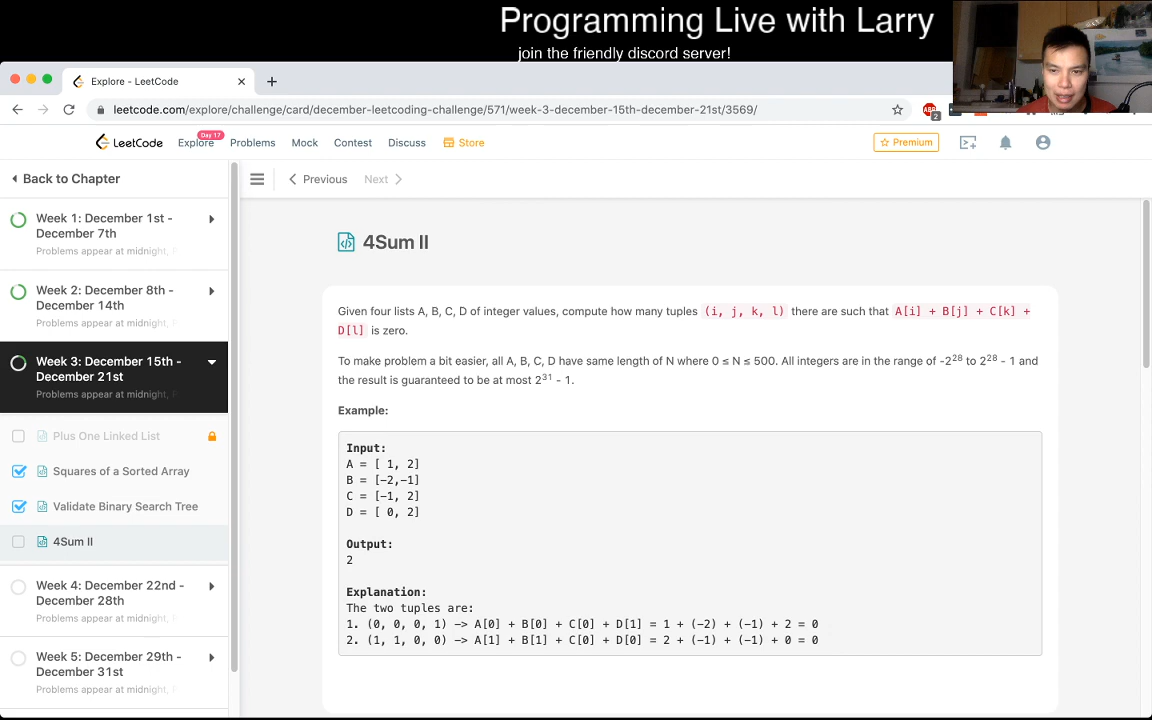 Programming Live with Larry
join the friendly discord server!
Explore - LeetCode
leetcode.com/explore/challenge/card/december-leetcoding-challenge/571/week-3-december-15th-december-21st/3569/
2
LeetCode
Explore
Day 17
Problems
Mock
Contest
Discuss
Store
Premium
Back to Chapter
Previous
Next
Week 1: December 1st -
December 7th
Problems appear at midnight,
Week 2: December 8th -
December 14th
Problems appear at midnight,
Week 3: December 15th -
December 21st
Problems appear at midnight,
Plus One Linked List
Squares of a Sorted Array
Validate Binary Search Tree
4Sum II
Week 4: December 22nd -
December 28th
Problems appear at midnight,
Week 5: December 29th -
December 31st
Problems appear at midnight,
4Sum II
Given four lists A, B, C, D of integer values, compute how many tuples (i, j, k, l) there are such that A[i] + B[j] + C[k] +
D[l] is zero.
To make problem a bit easier, all A, B, C, D have same length of N where 0 ≤ N ≤ 500. All integers are in the range of -2²⁸ to 2²⁸ - 1 and
the result is guaranteed to be at most 2³¹ - 1.
Example:
Input:
A = [ 1, 2]
B = [-2,-1]
C = [-1, 2]
D = [ 0, 2]
Output:
2
Explanation:
The two tuples are:
1. (0, 0, 0, 1) -> A[0] + B[0] + C[0] + D[1] = 1 + (-2) + (-1) + 2 = 0
2. (1, 1, 0, 0) -> A[1] + B[1] + C[0] + D[0] = 2 + (-1) + (-1) + 0 = 0